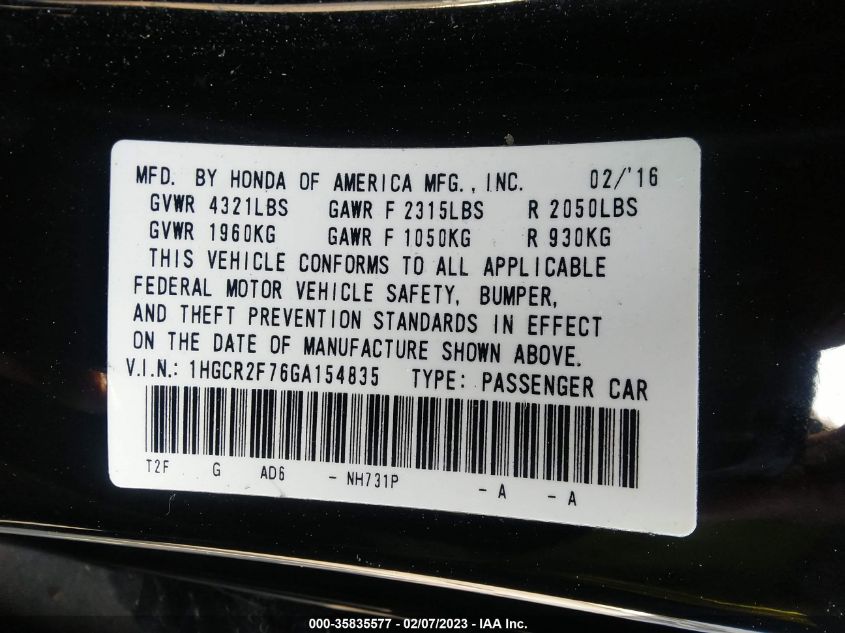 MFD. BY HONDA OF AMERICA MFG., INC. 02/'16
GVWR 4321LBS GAWR F 2315LBS R 2050LBS
GVWR 1960KG GAWR F 1050KG R 930KG
THIS VEHICLE CONFORMS TO ALL APPLICABLE
FEDERAL MOTOR VEHICLE SAFETY, BUMPER,
AND THEFT PREVENTION STANDARDS IN EFFECT
ON THE DATE OF MANUFACTURE SHOWN ABOVE.
V.I.N.: 1HGCR2F76GA154835 TYPE: PASSENGER CAR
T2F G AD6 - NH731P - A - A
000-35835577 - 02/07/2023 - IAA Inc.